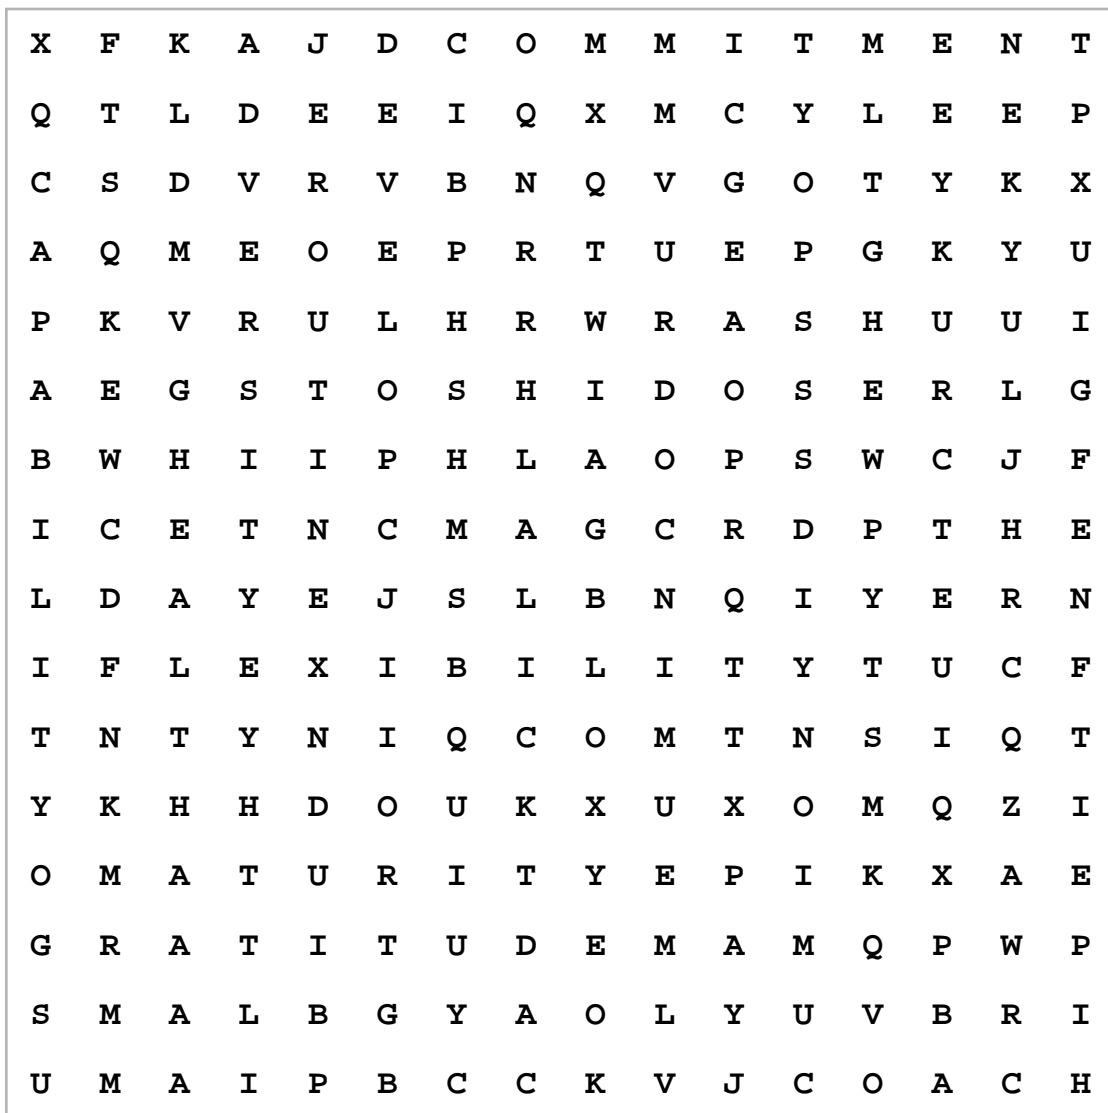 X F K A J D C O M M I T M E N T
Q T L D E E I Q X M C Y L E E P
C S D V R V B N Q V G O T Y K X
A Q M E O E P R T U E P G K Y U
P K V R U L H R W R A S H U U I
A E G S T O S H I D O S E R L G
B W H I I P H L A O P S W C J F
I C E T N C M A G C R D P T H E
L D A Y E J S L B N Q I Y E R N
I F L E X I B I L I T Y T U C F
T N T Y N I Q C O M T N S I Q T
Y K H H D O U K X U X O M Q Z I
O M A T U R I T Y E P I K X A E
G R A T I T U D E M A M Q P W P
S M A L B G Y A O L Y U V B R I
U M A I P B C C K V J C O A C H